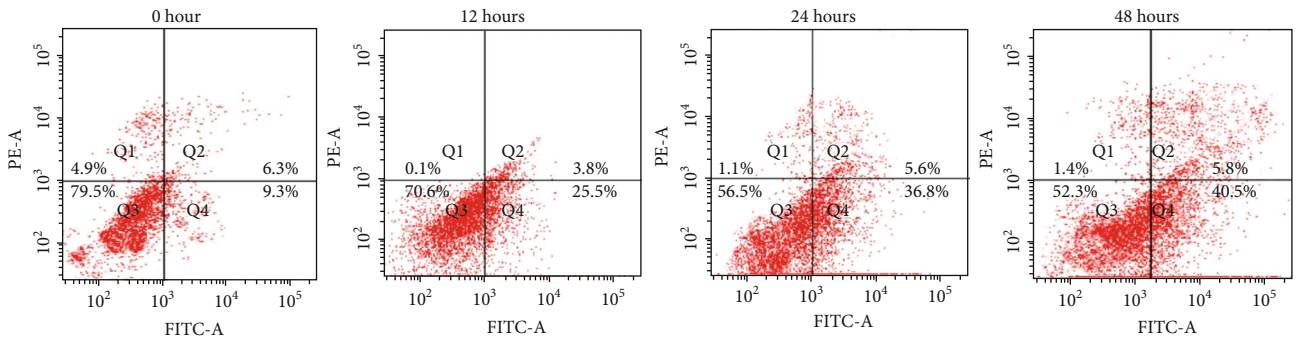 0 hour
10^5
10^4
10^3
10^2
PE-A
Q1
Q2
4.9%
6.3%
79.5%
9.3%
Q3
Q4
10^2
10^3
10^4
10^5
FITC-A
12 hours
10^5
10^4
10^3
10^2
PE-A
Q1
Q2
0.1%
3.8%
70.6%
25.5%
Q3
Q4
10^2
10^3
10^4
10^5
FITC-A
24 hours
10^5
10^4
10^3
10^2
PE-A
Q1
Q2
1.1%
5.6%
56.5%
36.8%
Q3
Q4
10^2
10^3
10^4
10^5
FITC-A
48 hours
10^5
10^4
10^3
10^2
PE-A
Q1
Q2
1.4%
5.8%
52.3%
40.5%
Q3
Q4
10^2
10^3
10^4
10^5
FITC-A